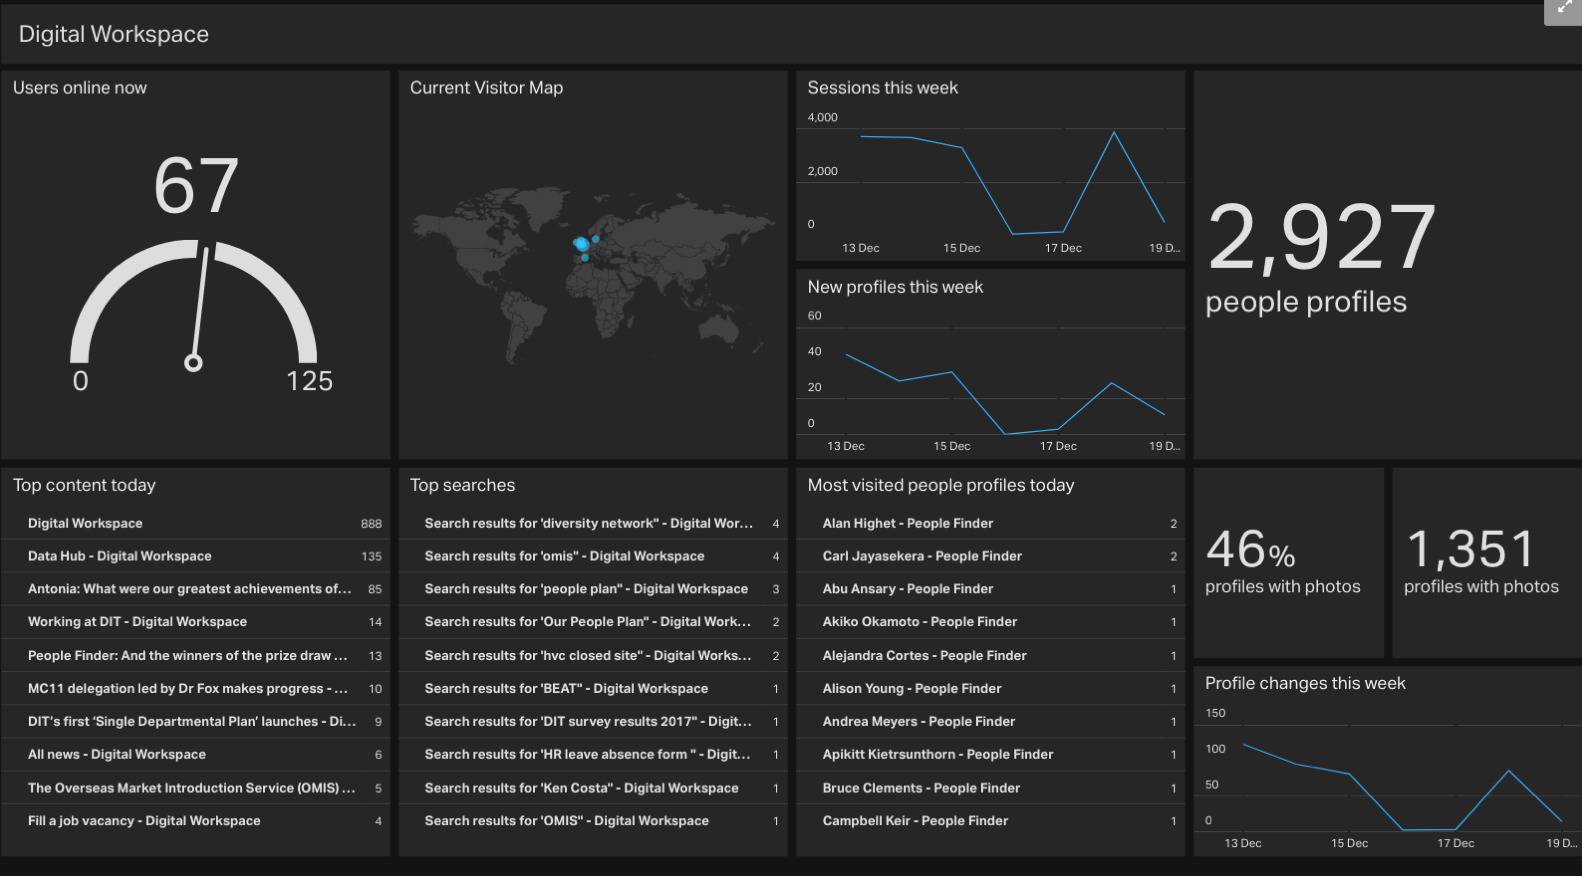 Digital Workspace
Users online now
67
0
125
Current Visitor Map
Sessions this week
4,000
2,000
0
13 Dec
15 Dec
17 Dec
19 D...
New profiles this week
60
40
20
0
13 Dec
15 Dec
17 Dec
19 D...
2,927
people profiles
Top content today
Digital Workspace 888
Data Hub - Digital Workspace 135
Antonia: What were our greatest achievements of... 85
Working at DIT - Digital Workspace 14
People Finder: And the winners of the prize draw ... 13
MC11 delegation led by Dr Fox makes progress - ... 10
DIT’s first ‘Single Departmental Plan’ launches - Di... 9
All news - Digital Workspace 6
The Overseas Market Introduction Service (OMIS) ... 5
Fill a job vacancy - Digital Workspace 4
Top searches
Search results for 'diversity network" - Digital Wor... 4
Search results for 'omis" - Digital Workspace 4
Search results for 'people plan" - Digital Workspace 3
Search results for 'Our People Plan" - Digital Work... 2
Search results for 'hvc closed site" - Digital Works... 2
Search results for 'BEAT" - Digital Workspace 1
Search results for 'DIT survey results 2017" - Digit... 1
Search results for 'HR leave absence form " - Digit... 1
Search results for 'Ken Costa" - Digital Workspace 1
Search results for 'OMIS" - Digital Workspace 1
Most visited people profiles today
Alan Highet - People Finder 2
Carl Jayasekera - People Finder 2
Abu Ansary - People Finder 1
Akiko Okamoto - People Finder 1
Alejandra Cortes - People Finder 1
Alison Young - People Finder 1
Andrea Meyers - People Finder 1
Apikitt Kietrsunthorn - People Finder 1
Bruce Clements - People Finder 1
Campbell Keir - People Finder 1
46%
profiles with photos
1,351
profiles with photos
Profile changes this week
150
100
50
0
13 Dec
15 Dec
17 Dec
19 D...